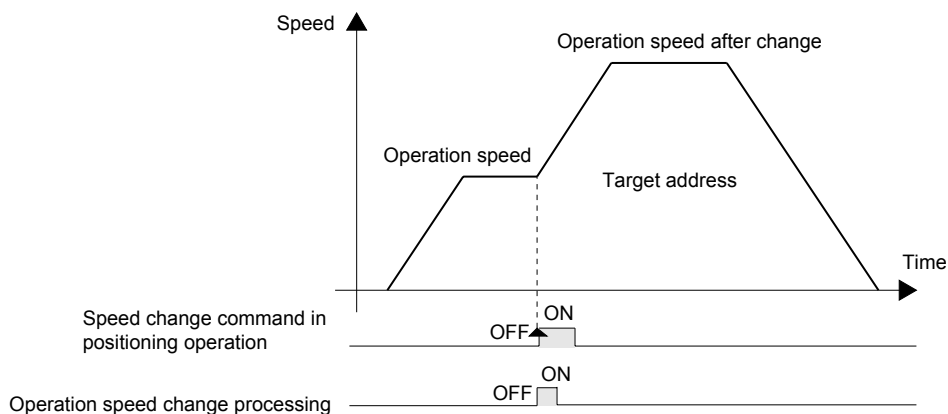 Speed
Operation speed after change
Operation speed
Target address
Time
Speed change command in
positioning operation
OFF
ON
Operation speed change processing
OFF
ON